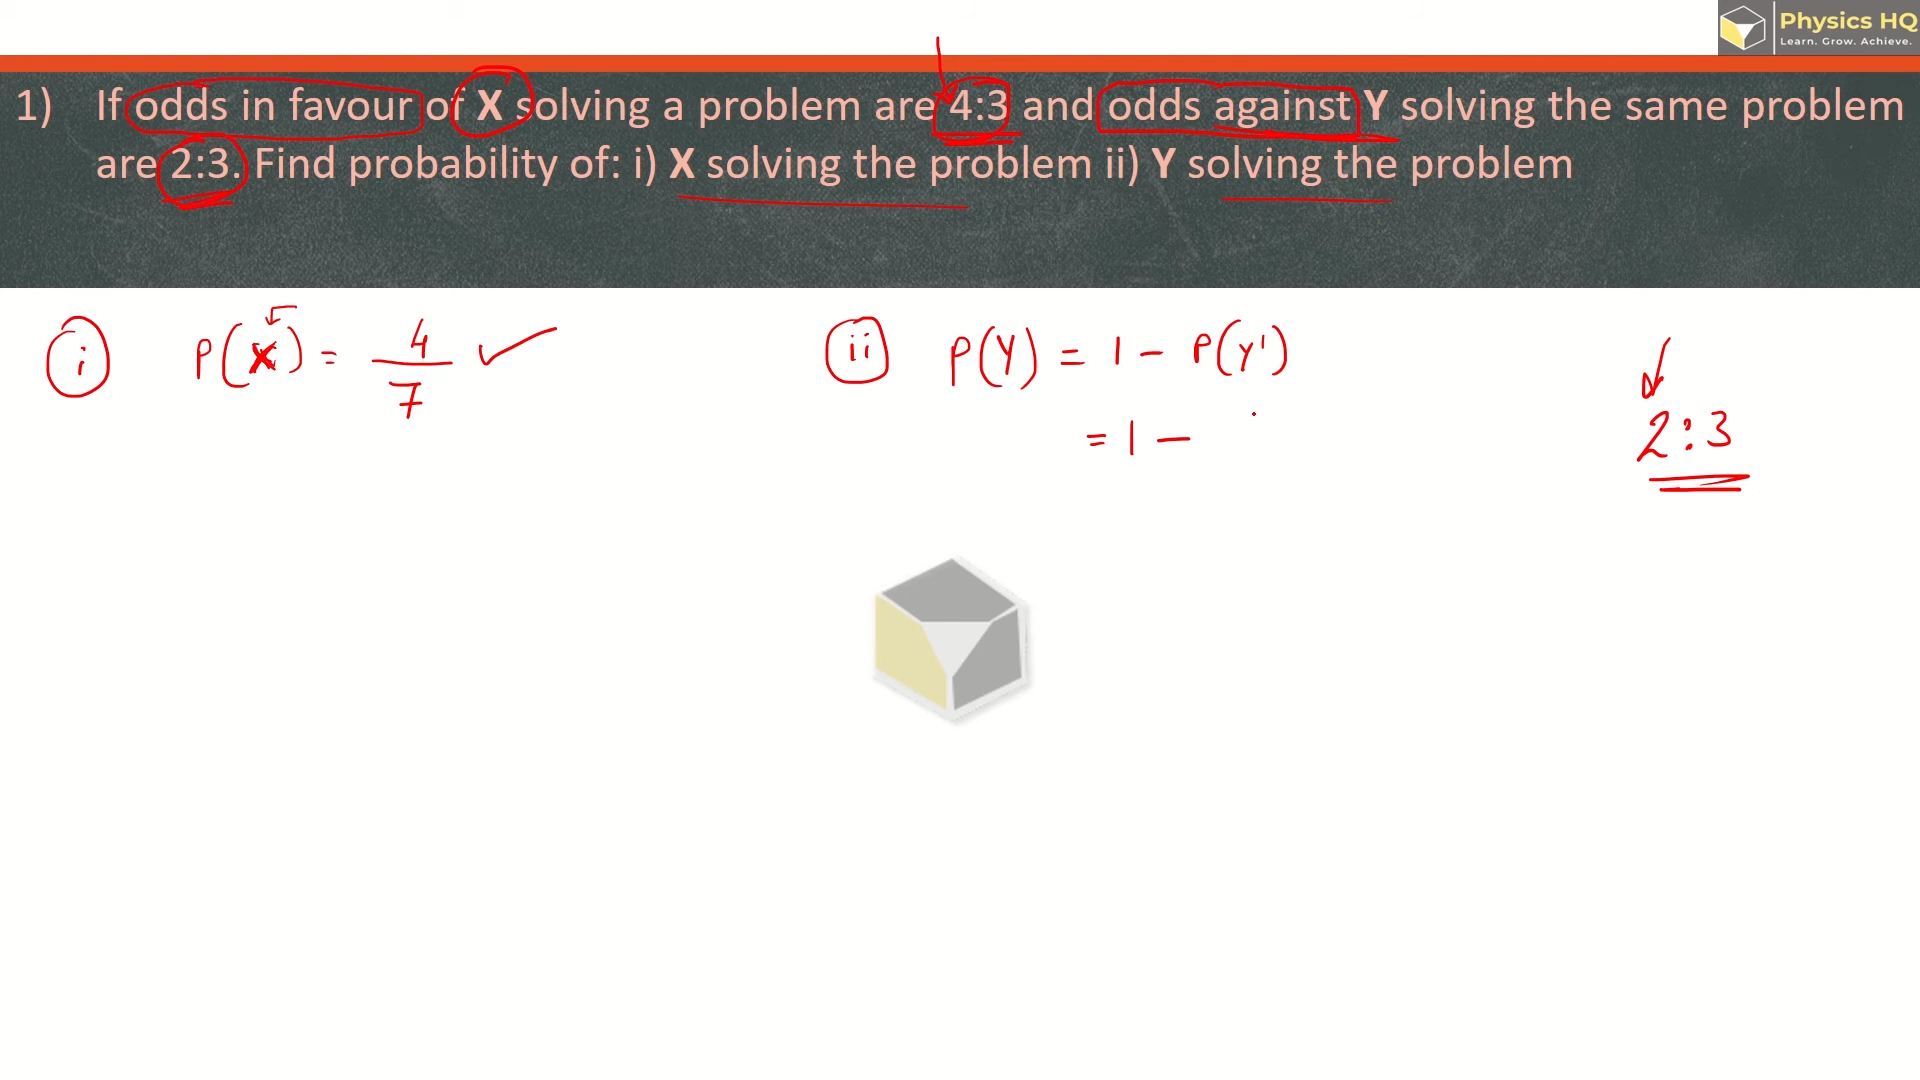 Physics HQ
Learn. Grow. Achieve.
1) If odds in favour of X solving a problem are 4:3 and odds against Y solving the same problem
are 2:3. Find probability of: i) X solving the problem ii) Y solving the problem
i P(X) = 4/7
ii P(Y) = 1 - P(Y')
= 1 -
2:3